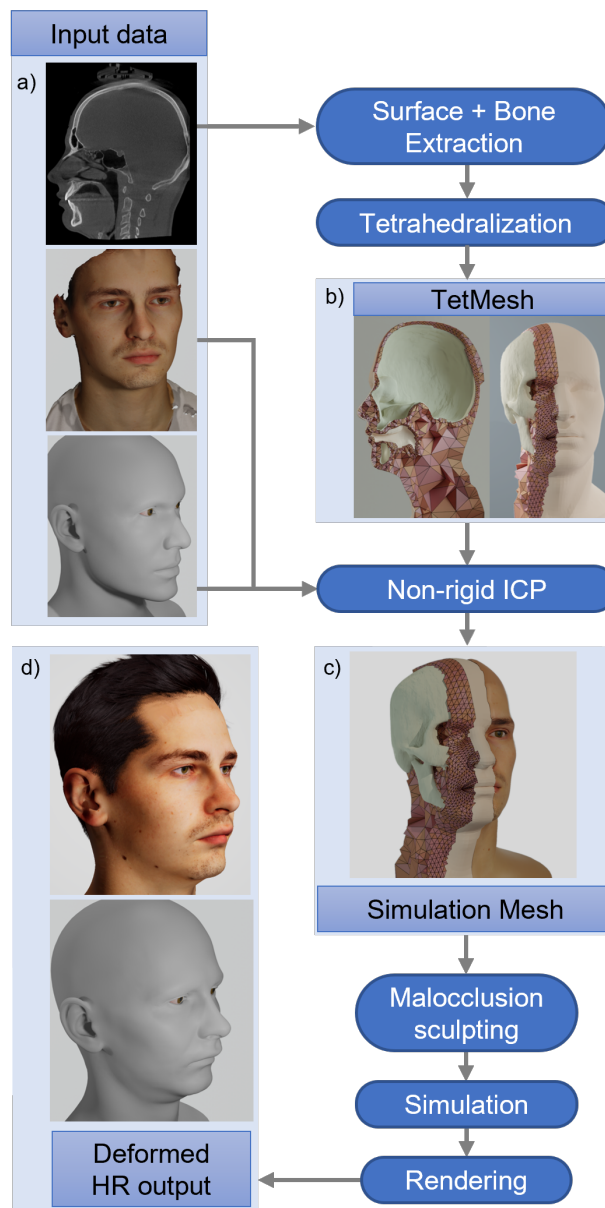 Input data
a)
Surface + Bone
Extraction
Tetrahedralization
b)
TetMesh
Non-rigid ICP
c)
Simulation Mesh
Malocclusion
sculpting
Simulation
Rendering
d)
Deformed
HR output